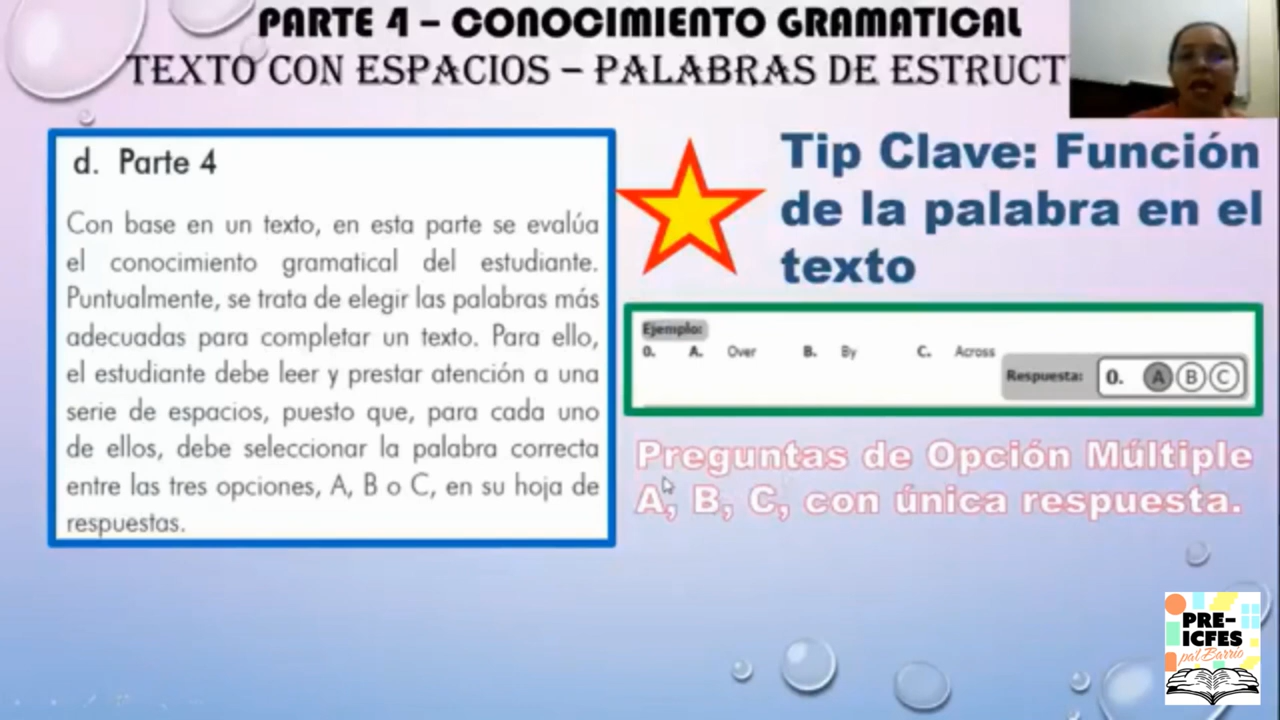 PARTE 4 – CONOCIMIENTO GRAMATICAL
TEXTO CON ESPACIOS – PALABRAS DE ESTRUCT
d. Parte 4
Con base en un texto, en esta parte se evalúa
el conocimiento gramatical del estudiante.
Puntualmente, se trata de elegir las palabras más
adecuadas para completar un texto. Para ello,
el estudiante debe leer y prestar atención a una
serie de espacios, puesto que, para cada uno
de ellos, debe seleccionar la palabra correcta
entre las tres opciones, A, B o C, en su hoja de
respuestas.
Tip Clave: Función
de la palabra en el
texto
Ejemplo:
0. A. Over B. By C. Across
Respuesta: 0. A B C
Preguntas de Opción Múltiple
A, B, C, con única respuesta.
PRE-
ICFES
pal Barrio